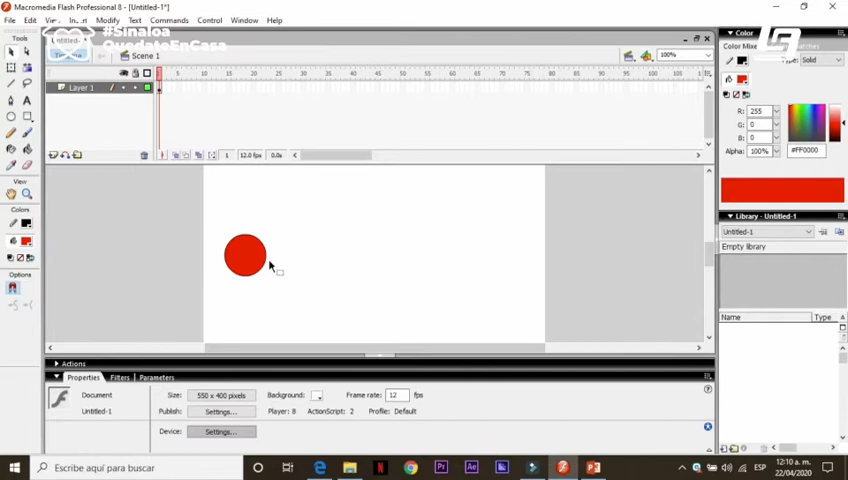 Macromedia Flash Professional 8 - [Untitled-1*]
File
Edit
Modify
Text
Commands
Control
Window
Help
#Sinaloa
QuedateEnCasa
Tools
Scene 1
100%
5
10
15
20
25
30
35
40
45
50
55
60
65
70
75
80
85
90
95
100
105
Layer 1
1
12.0 fps
0.0s
View
Colors
Options
Color
Color Mixer
Type:
Solid
R:
255
G:
0
B:
0
Alpha:
100%
#FF0000
Library - Untitled-1
Untitled-1
Empty library
Name
Type
Actions
Properties
Filters
Parameters
Document
Untitled-1
Size:
550 x 400 pixels
Background:
Frame rate:
12
fps
Publish:
Settings...
Player: 8
ActionScript: 2
Profile: Default
Device:
Settings...
Escribe aquí para buscar
ESP
12:10 a. m.
22/04/2020